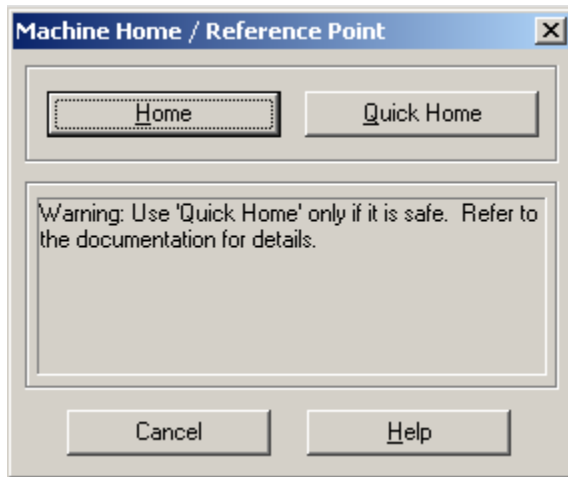 Machine Home / Reference Point
Home
Quick Home
Warning: Use 'Quick Home' only if it is safe.  Refer to
the documentation for details.
Cancel
Help